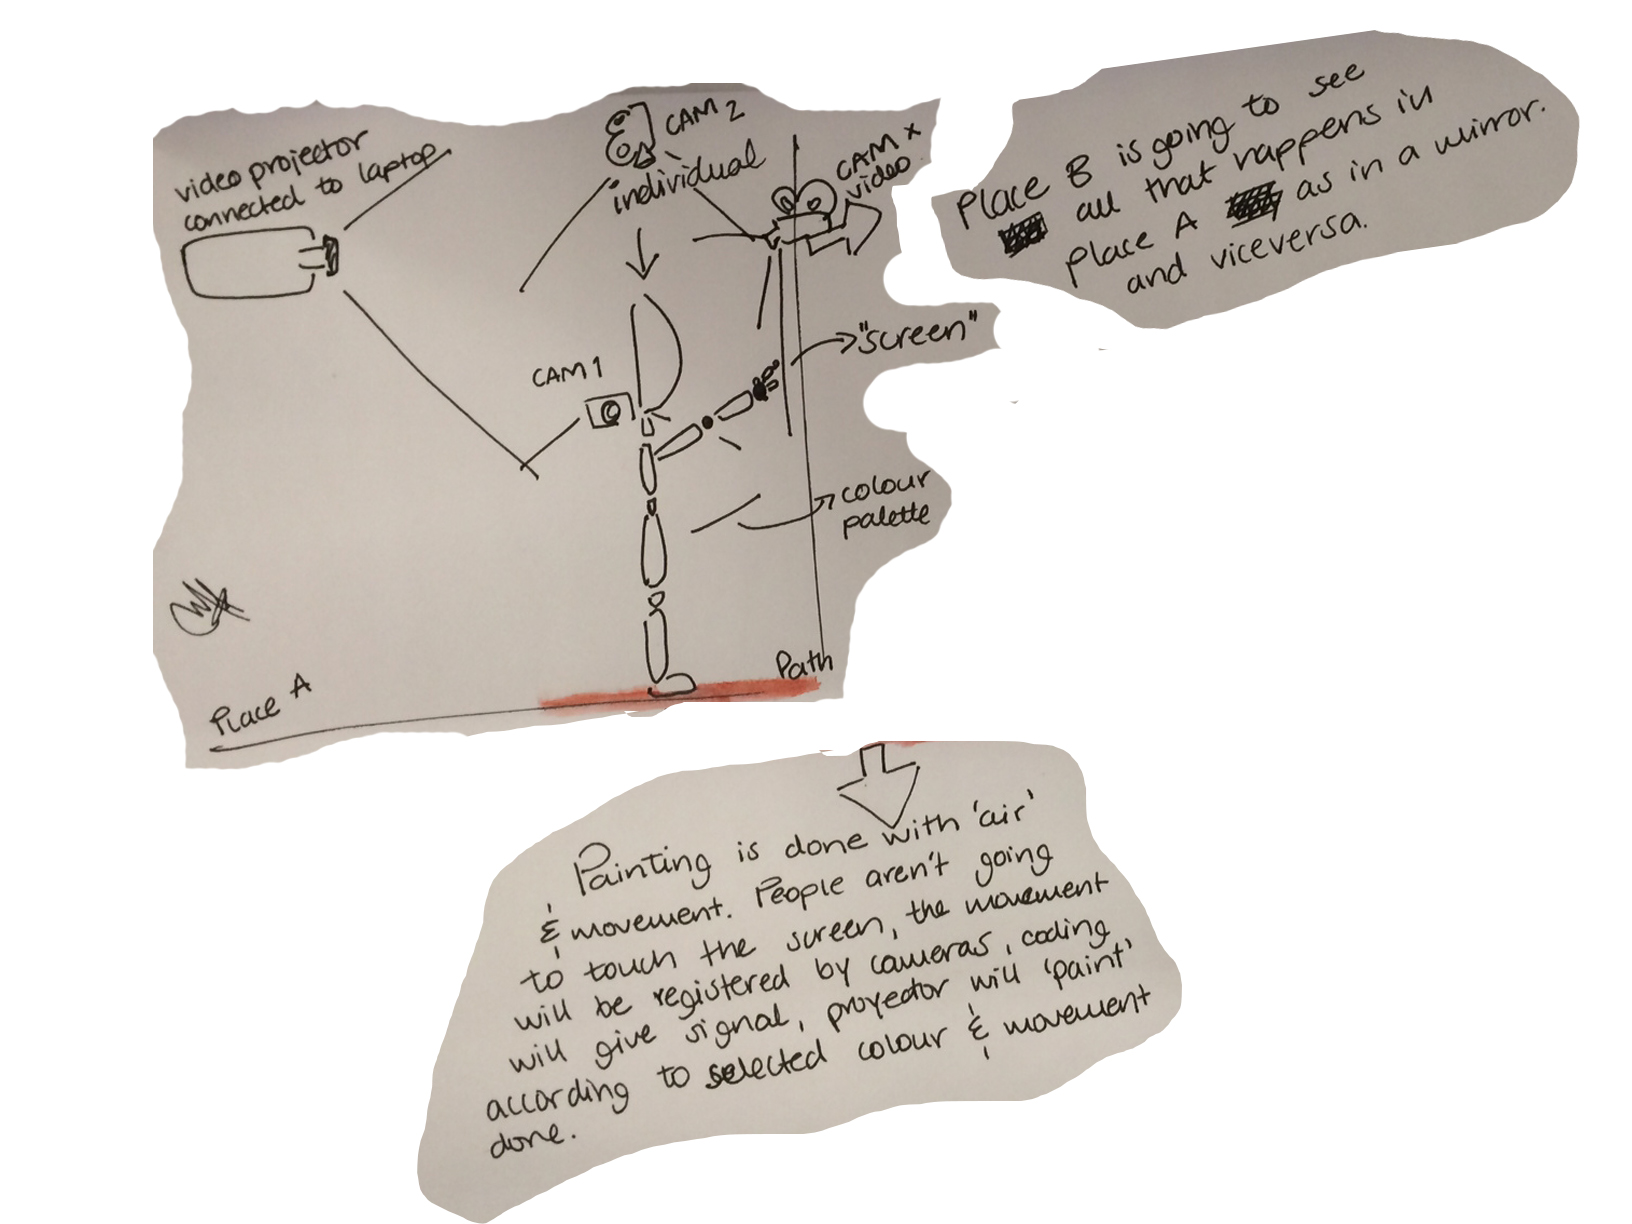 video projector
connected to laptop
CAM 2
individual
CAM x
video
CAM 1
"screen"
colour
palette
Path
Place A
Place B is going to see
all that happens in
place A as in a mirror.
and viceversa.
Painting is done with 'air'
& movement. People aren't going
to touch the screen, the movement
will be registered by cameras, coding
will give signal, proyector will 'paint'
according to selected colour & movement
done.